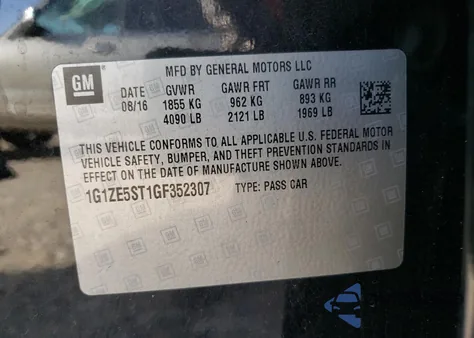 MFD BY GENERAL MOTORS LLC
GM
DATE GVWR GAWR FRT GAWR RR
08/16 1855 KG 962 KG 893 KG
4090 LB 2121 LB 1969 LB
THIS VEHICLE CONFORMS TO ALL APPLICABLE U.S. FEDERAL MOTOR
VEHICLE SAFETY, BUMPER, AND THEFT PREVENTION STANDARDS IN
EFFECT ON THE DATE OF MANUFACTURE SHOWN ABOVE.
1G1ZE5ST1GF352307 TYPE: PASS CAR